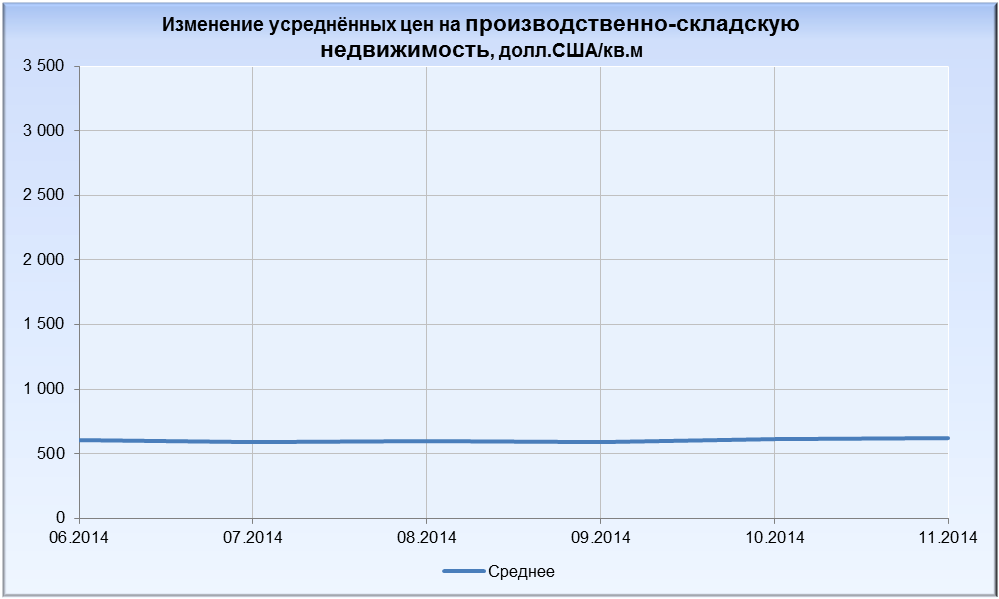 Изменение усреднённых цен на производственно-складскую
недвижимость, долл.США/кв.м
3 500
3 000
2 500
2 000
1 500
1 000
500
0
06.2014 07.2014 08.2014 09.2014 10.2014 11.2014
Среднее